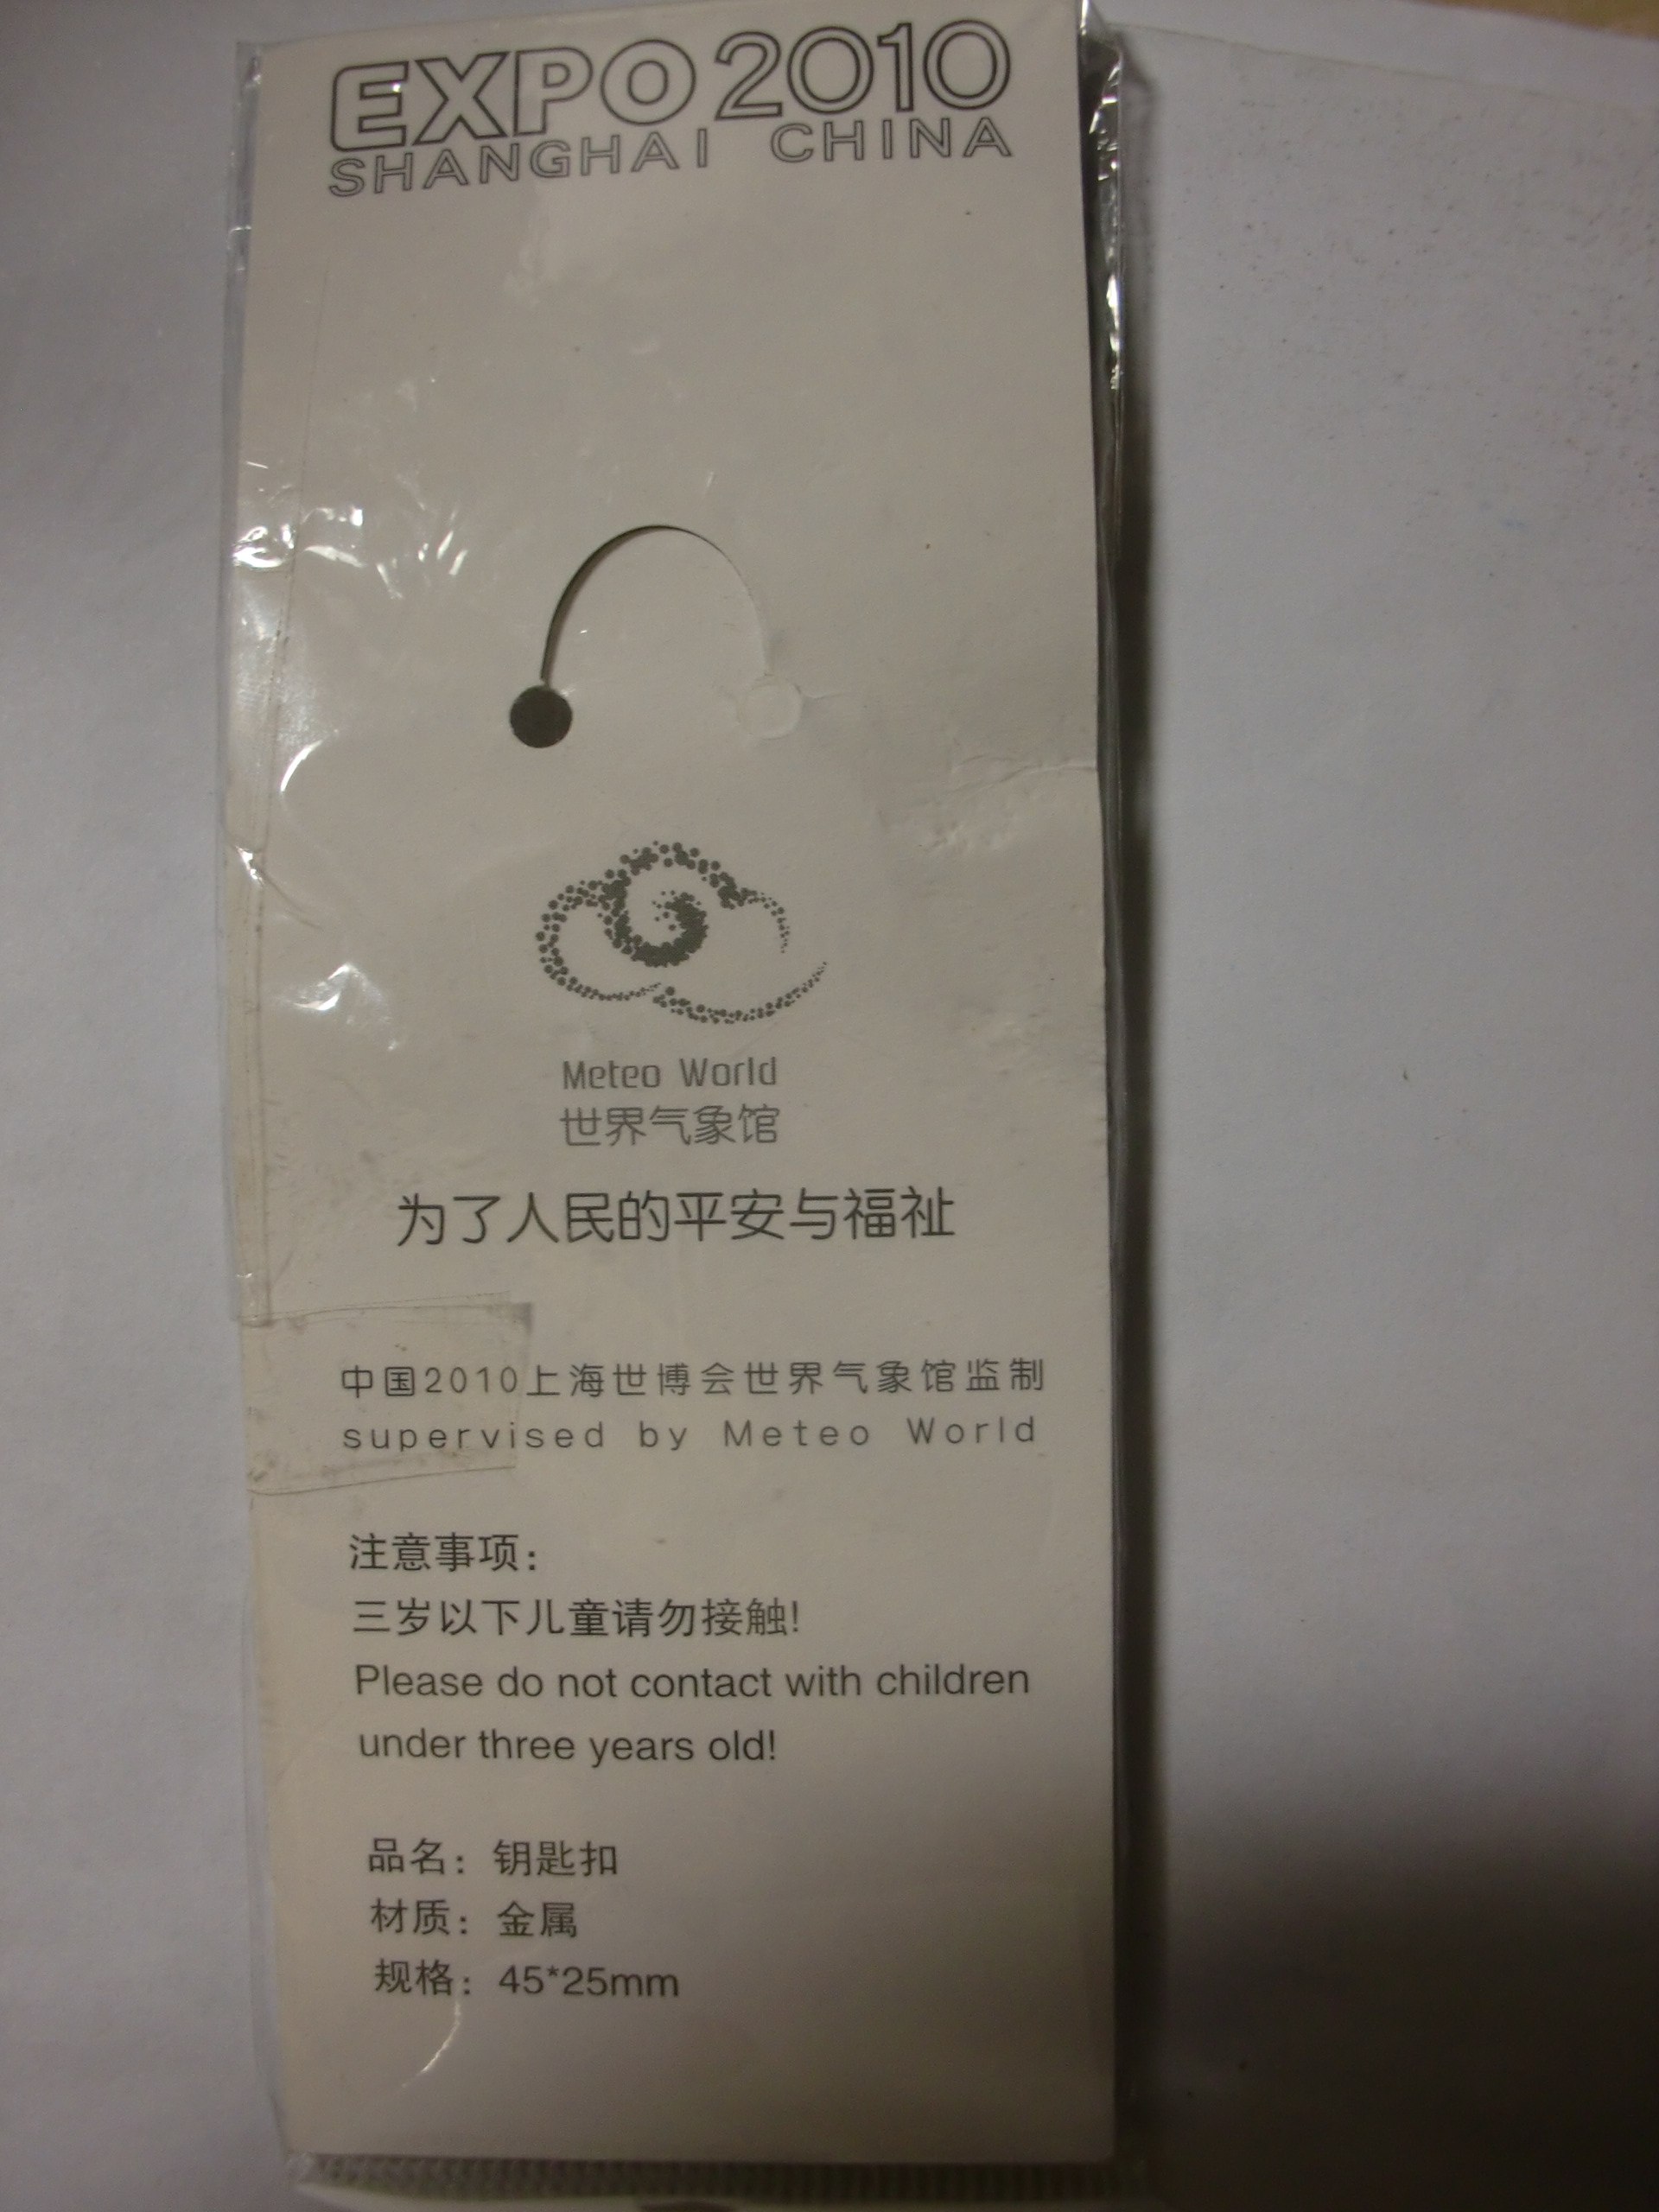 EXPO 2010
SHANGHAI CHINA
Meteo World
世界气象馆
为了人民的平安与福祉
中国2010上海世博会世界气象馆监制
supervised by Meteo World
注意事项:
三岁以下儿童请勿接触!
Please do not contact with children
under three years old!
品名: 钥匙扣
材质: 金属
规格: 45*25mm